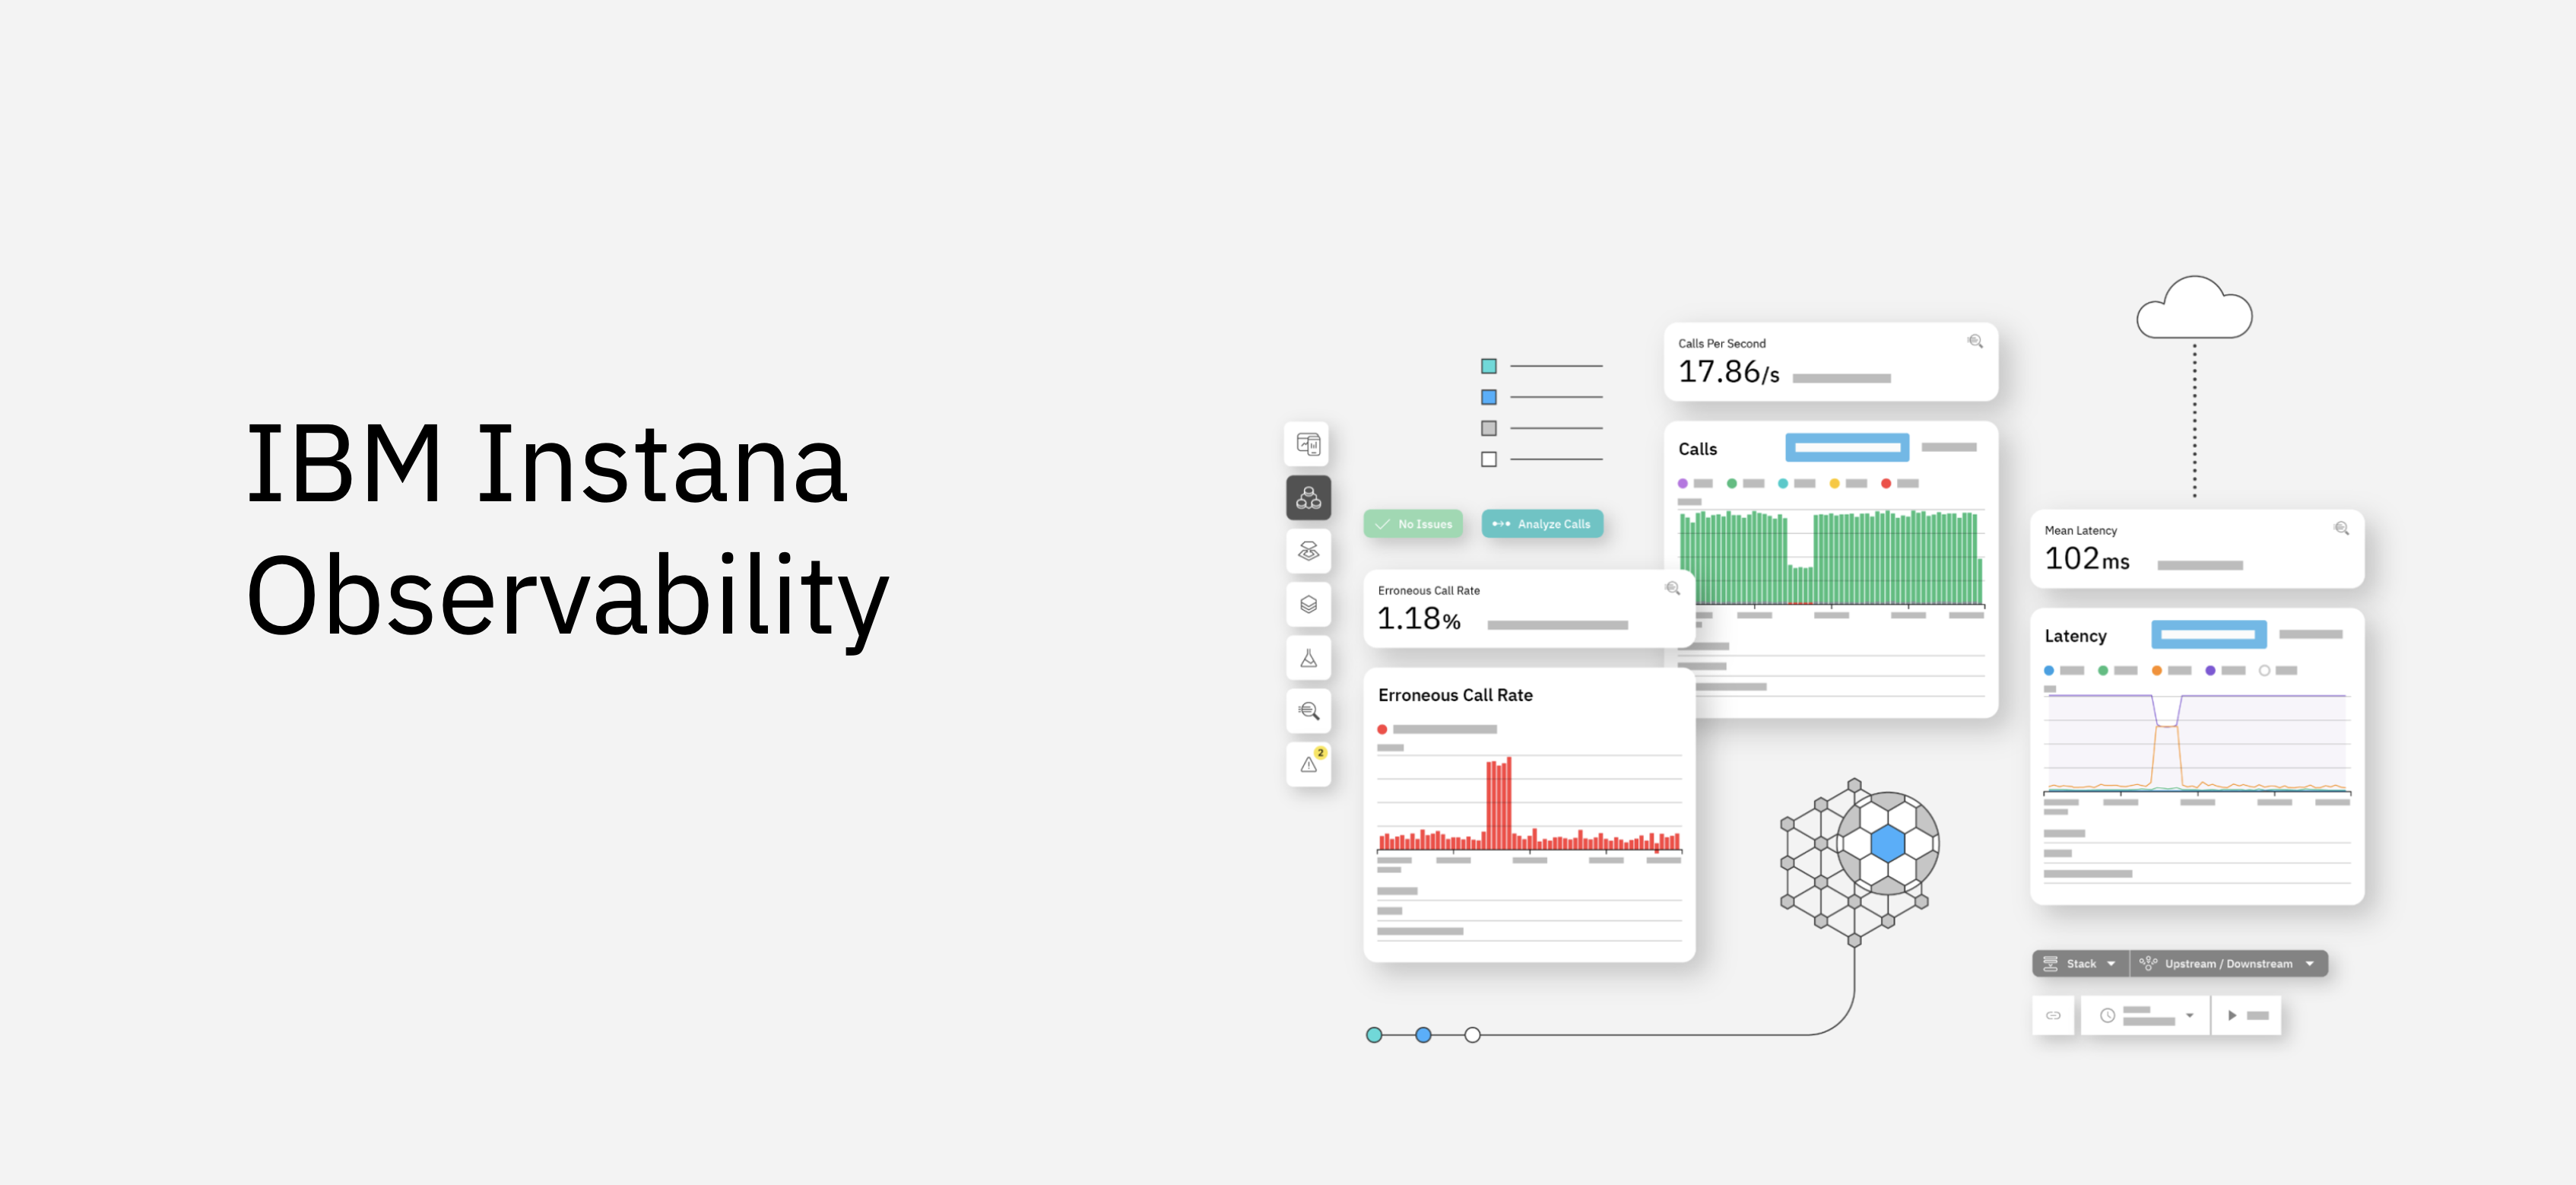 IBM Instana
Observability
No Issues
Analyze Calls
Erroneous Call Rate
1.18%
Erroneous Call Rate
2
Calls Per Second
17.86/s
Calls
Mean Latency
102ms
Latency
Stack
Upstream / Downstream